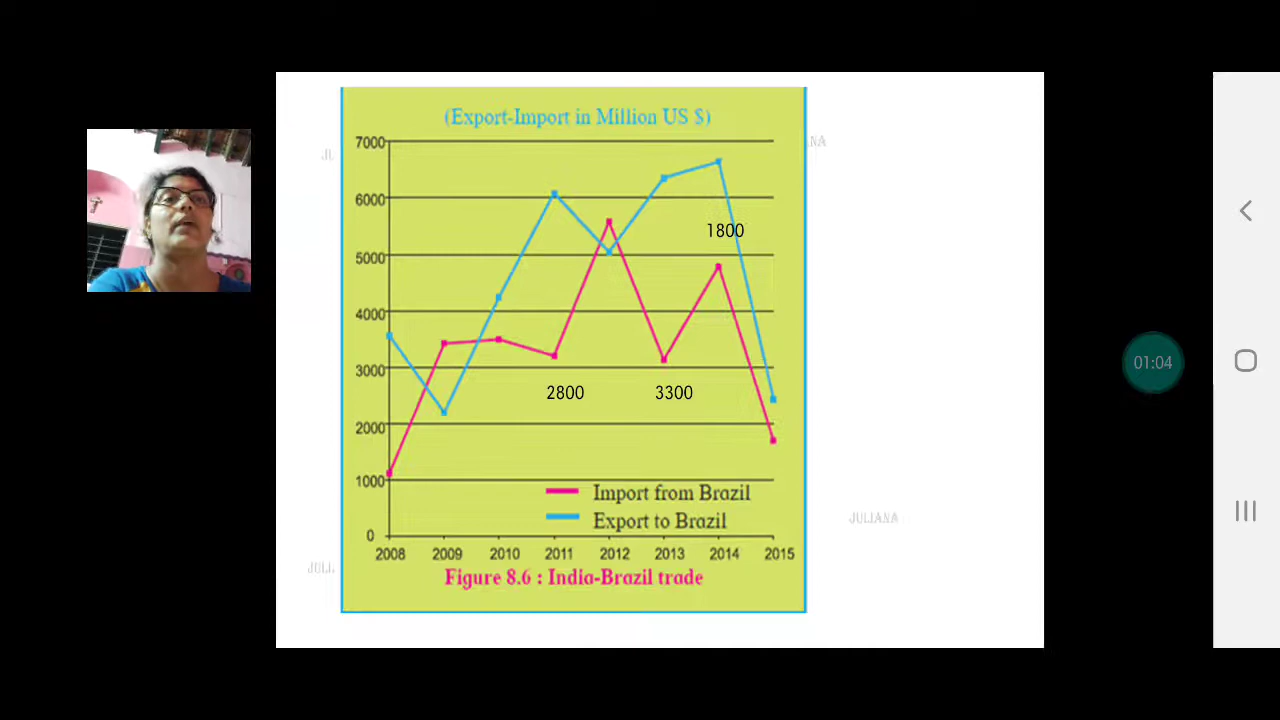 (Export-Import in Million US $)
7000
6000
5000
4000
3000
2000
1000
0
1800
2800
3300
Import from Brazil
Export to Brazil
2008 2009 2010 2011 2012 2013 2014 2015
Figure 8.6 : India-Brazil trade
JULIANA
01:04